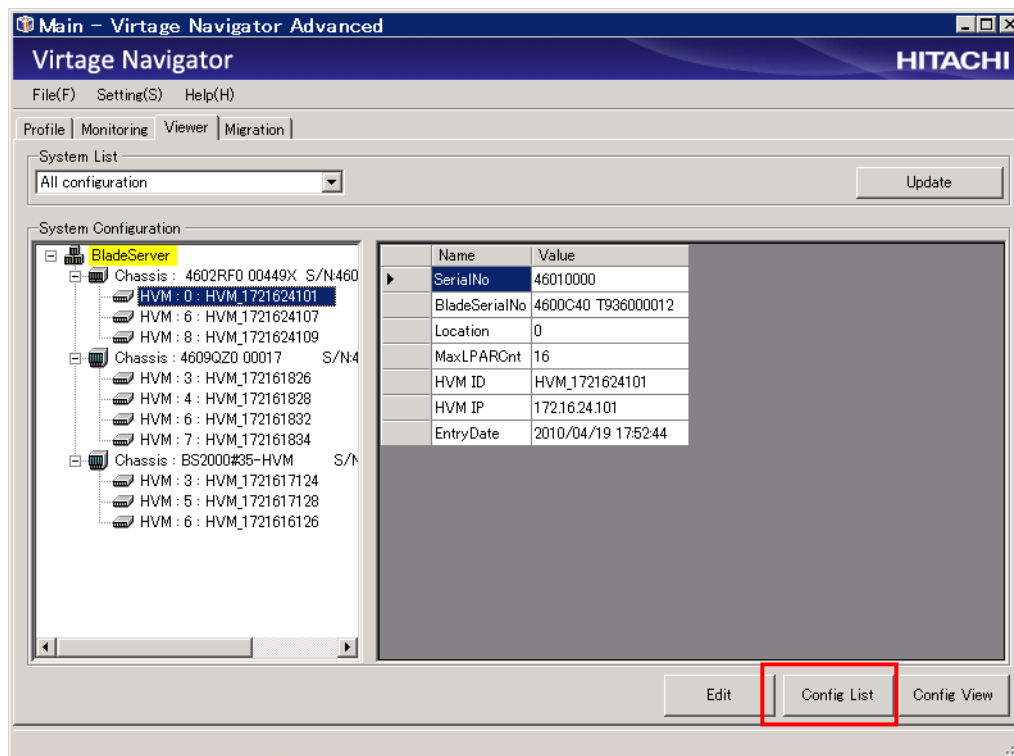 Main - Virtage Navigator Advanced
Virtage Navigator HITACHI
File(F) Setting(S) Help(H)
Profile Monitoring Viewer Migration
System List
All configuration Update
System Configuration
BladeServer
Chassis : 4602RF0 00449X S/N:460
HVM : 0 : HVM_1721624101
HVM : 6 : HVM_1721624107
HVM : 8 : HVM_1721624109
Chassis : 4609QZ0 00017 S/N:4
HVM : 3 : HVM_172161826
HVM : 4 : HVM_172161828
HVM : 6 : HVM_172161832
HVM : 7 : HVM_172161834
Chassis : BS2000#35-HVM S/N
HVM : 3 : HVM_1721617124
HVM : 5 : HVM_1721617128
HVM : 6 : HVM_1721616126
Name Value
SerialNo 46010000
BladeSerialNo 4600C40 T936000012
Location 0
MaxLPARCnt 16
HVM ID HVM_1721624101
HVM IP 172.16.24.101
EntryDate 2010/04/19 17:52:44
Edit Config List Config View